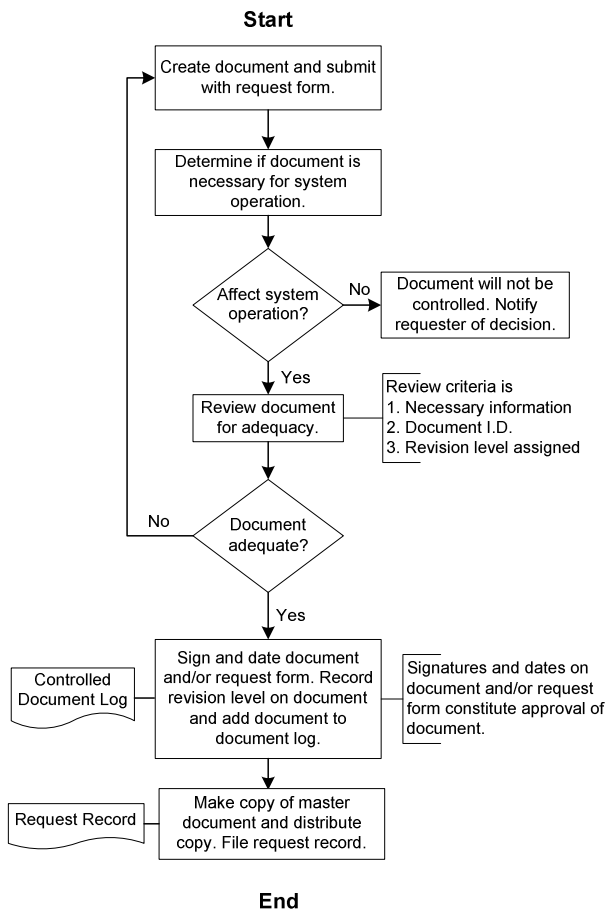 Start
Create document and submit
with request form.
Determine if document is
necessary for system
operation.
Affect system
operation?
No
Document will not be
controlled. Notify
requester of decision.
Yes
Review document
for adequacy.
Review criteria is
1. Necessary information
2. Document I.D.
3. Revision level assigned
No
Document
adequate?
Yes
Controlled
Document Log
Sign and date document
and/or request form. Record
revision level on document
and add document to
document log.
Signatures and dates on
document and/or request
form constitute approval of
document.
Request Record
Make copy of master
document and distribute
copy. File request record.
End